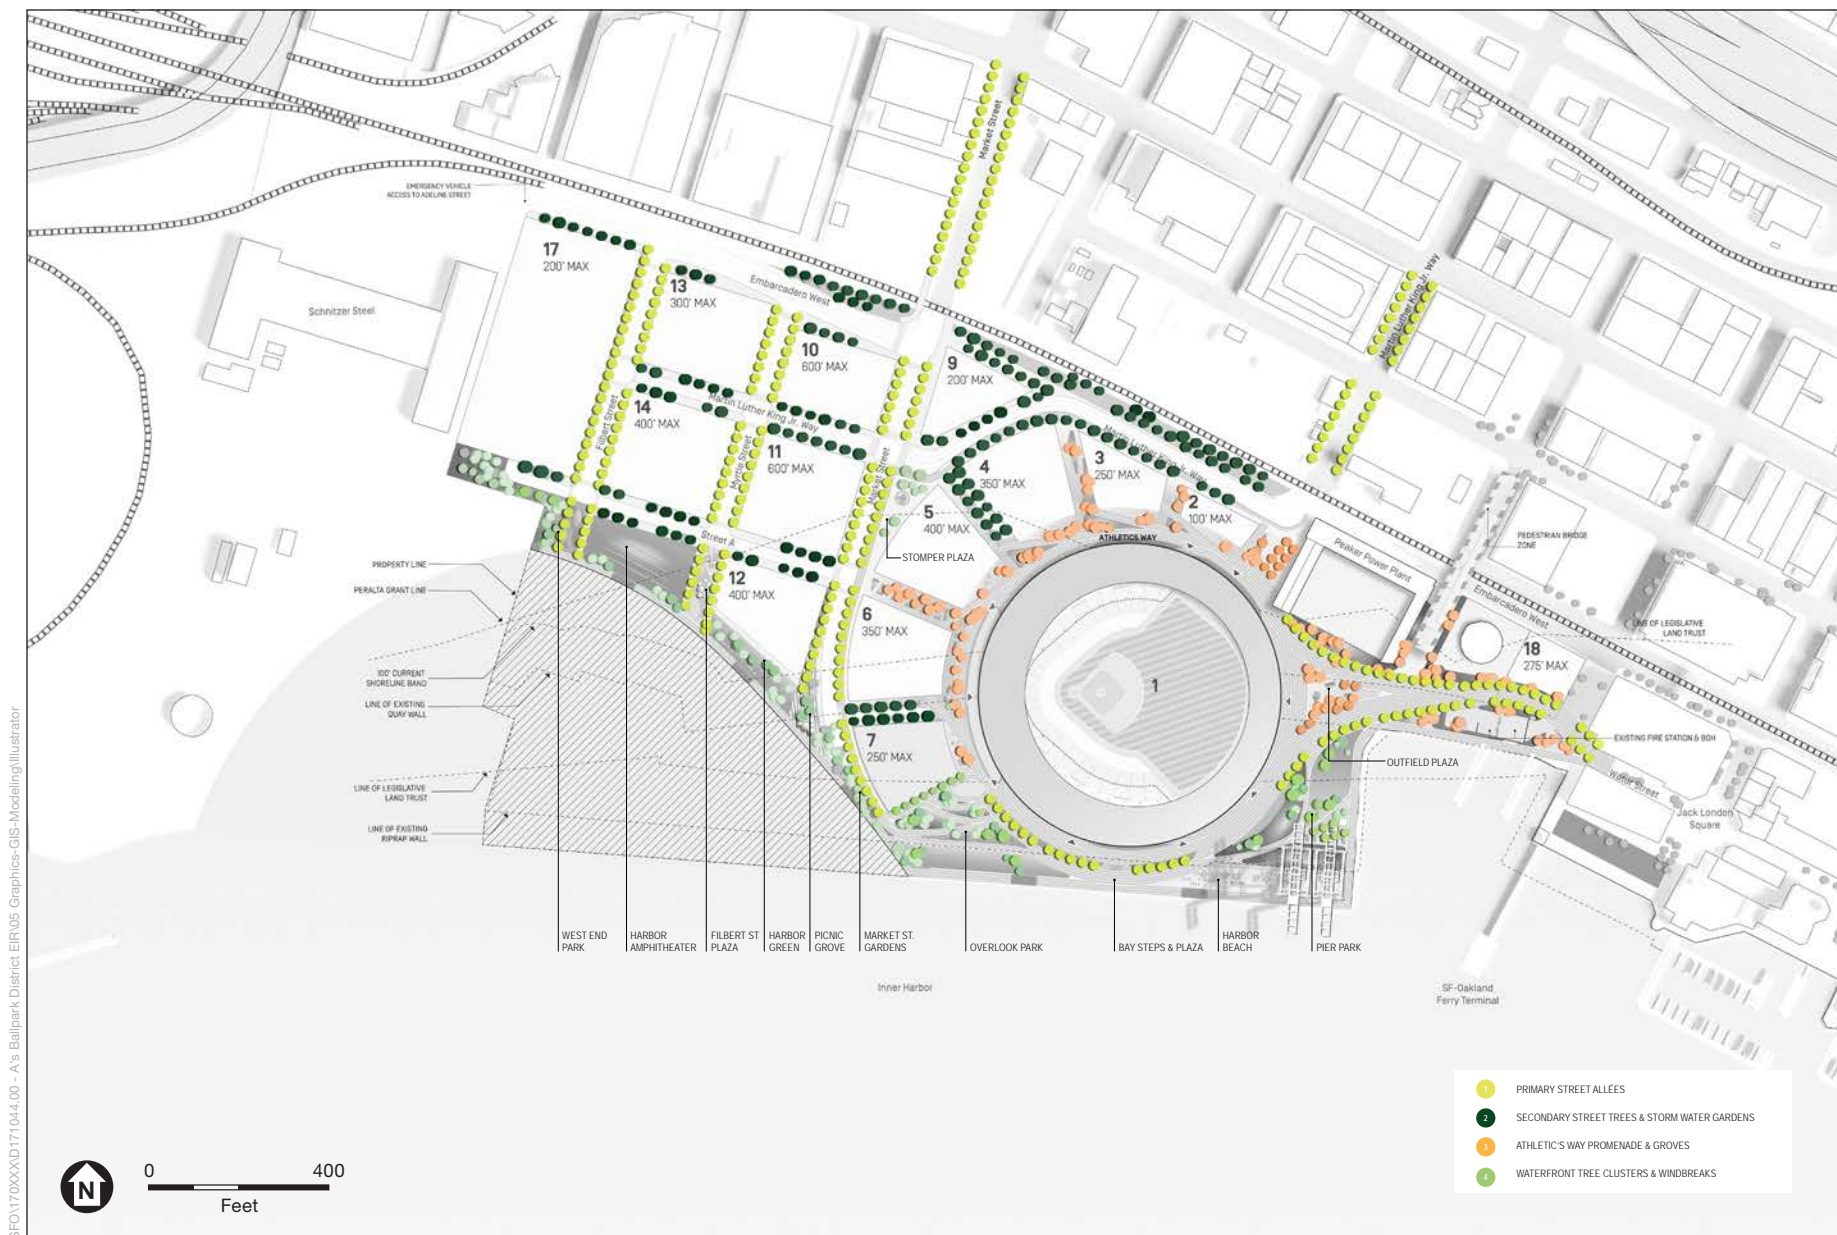 Market Street
EMERGENCY VEHICLE
ACCESS TO ADELINE STREET
17
200' MAX
13
300' MAX
Embarcadero West
Schnitzer Steel
10
600' MAX
9
200' MAX
Martin Luther King Jr. Way
14
400' MAX
Filbert Street
Martin Luther King Jr. Way
11
600' MAX
Myrtle Street
Market Street
4
350' MAX
3
250' MAX
Martin Luther King Jr. Way
2
100' MAX
5
400' MAX
STOMPER PLAZA
ATHLETICS WAY
Peaker Power Plant
PEDESTRIAN BRIDGE
ZONE
Embarcadero West
LINE OF LEGISLATIVE
LAND TRUST
18
275' MAX
Street A
12
400' MAX
6
350' MAX
1
7
250' MAX
PROPERTY LINE
PERALTA GRANT LINE
100' CURRENT
SHORELINE BAND
LINE OF EXISTING
QUAY WALL
LINE OF LEGISLATIVE
LAND TRUST
LINE OF EXISTING
RIPRAP WALL
EXISTING FIRE STATION & BOH
OUTFIELD PLAZA
Water Street
Jack London
Square
WEST END
PARK
HARBOR
AMPHITHEATER
FILBERT ST
PLAZA
HARBOR
GREEN
PICNIC
GROVE
MARKET ST.
GARDENS
OVERLOOK PARK
BAY STEPS & PLAZA
HARBOR
BEACH
PIER PARK
Inner Harbor
SF-Oakland
Ferry Terminal
1 PRIMARY STREET ALLÉES
2 SECONDARY STREET TREES & STORM WATER GARDENS
3 ATHLETIC'S WAY PROMENADE & GROVES
4 WATERFRONT TREE CLUSTERS & WINDBREAKS
N
0 400
Feet
SFO\170XXX\D171044.00 - A's Ballpark District EIR\05 Graphics-GIS-Modeling\Illustrator